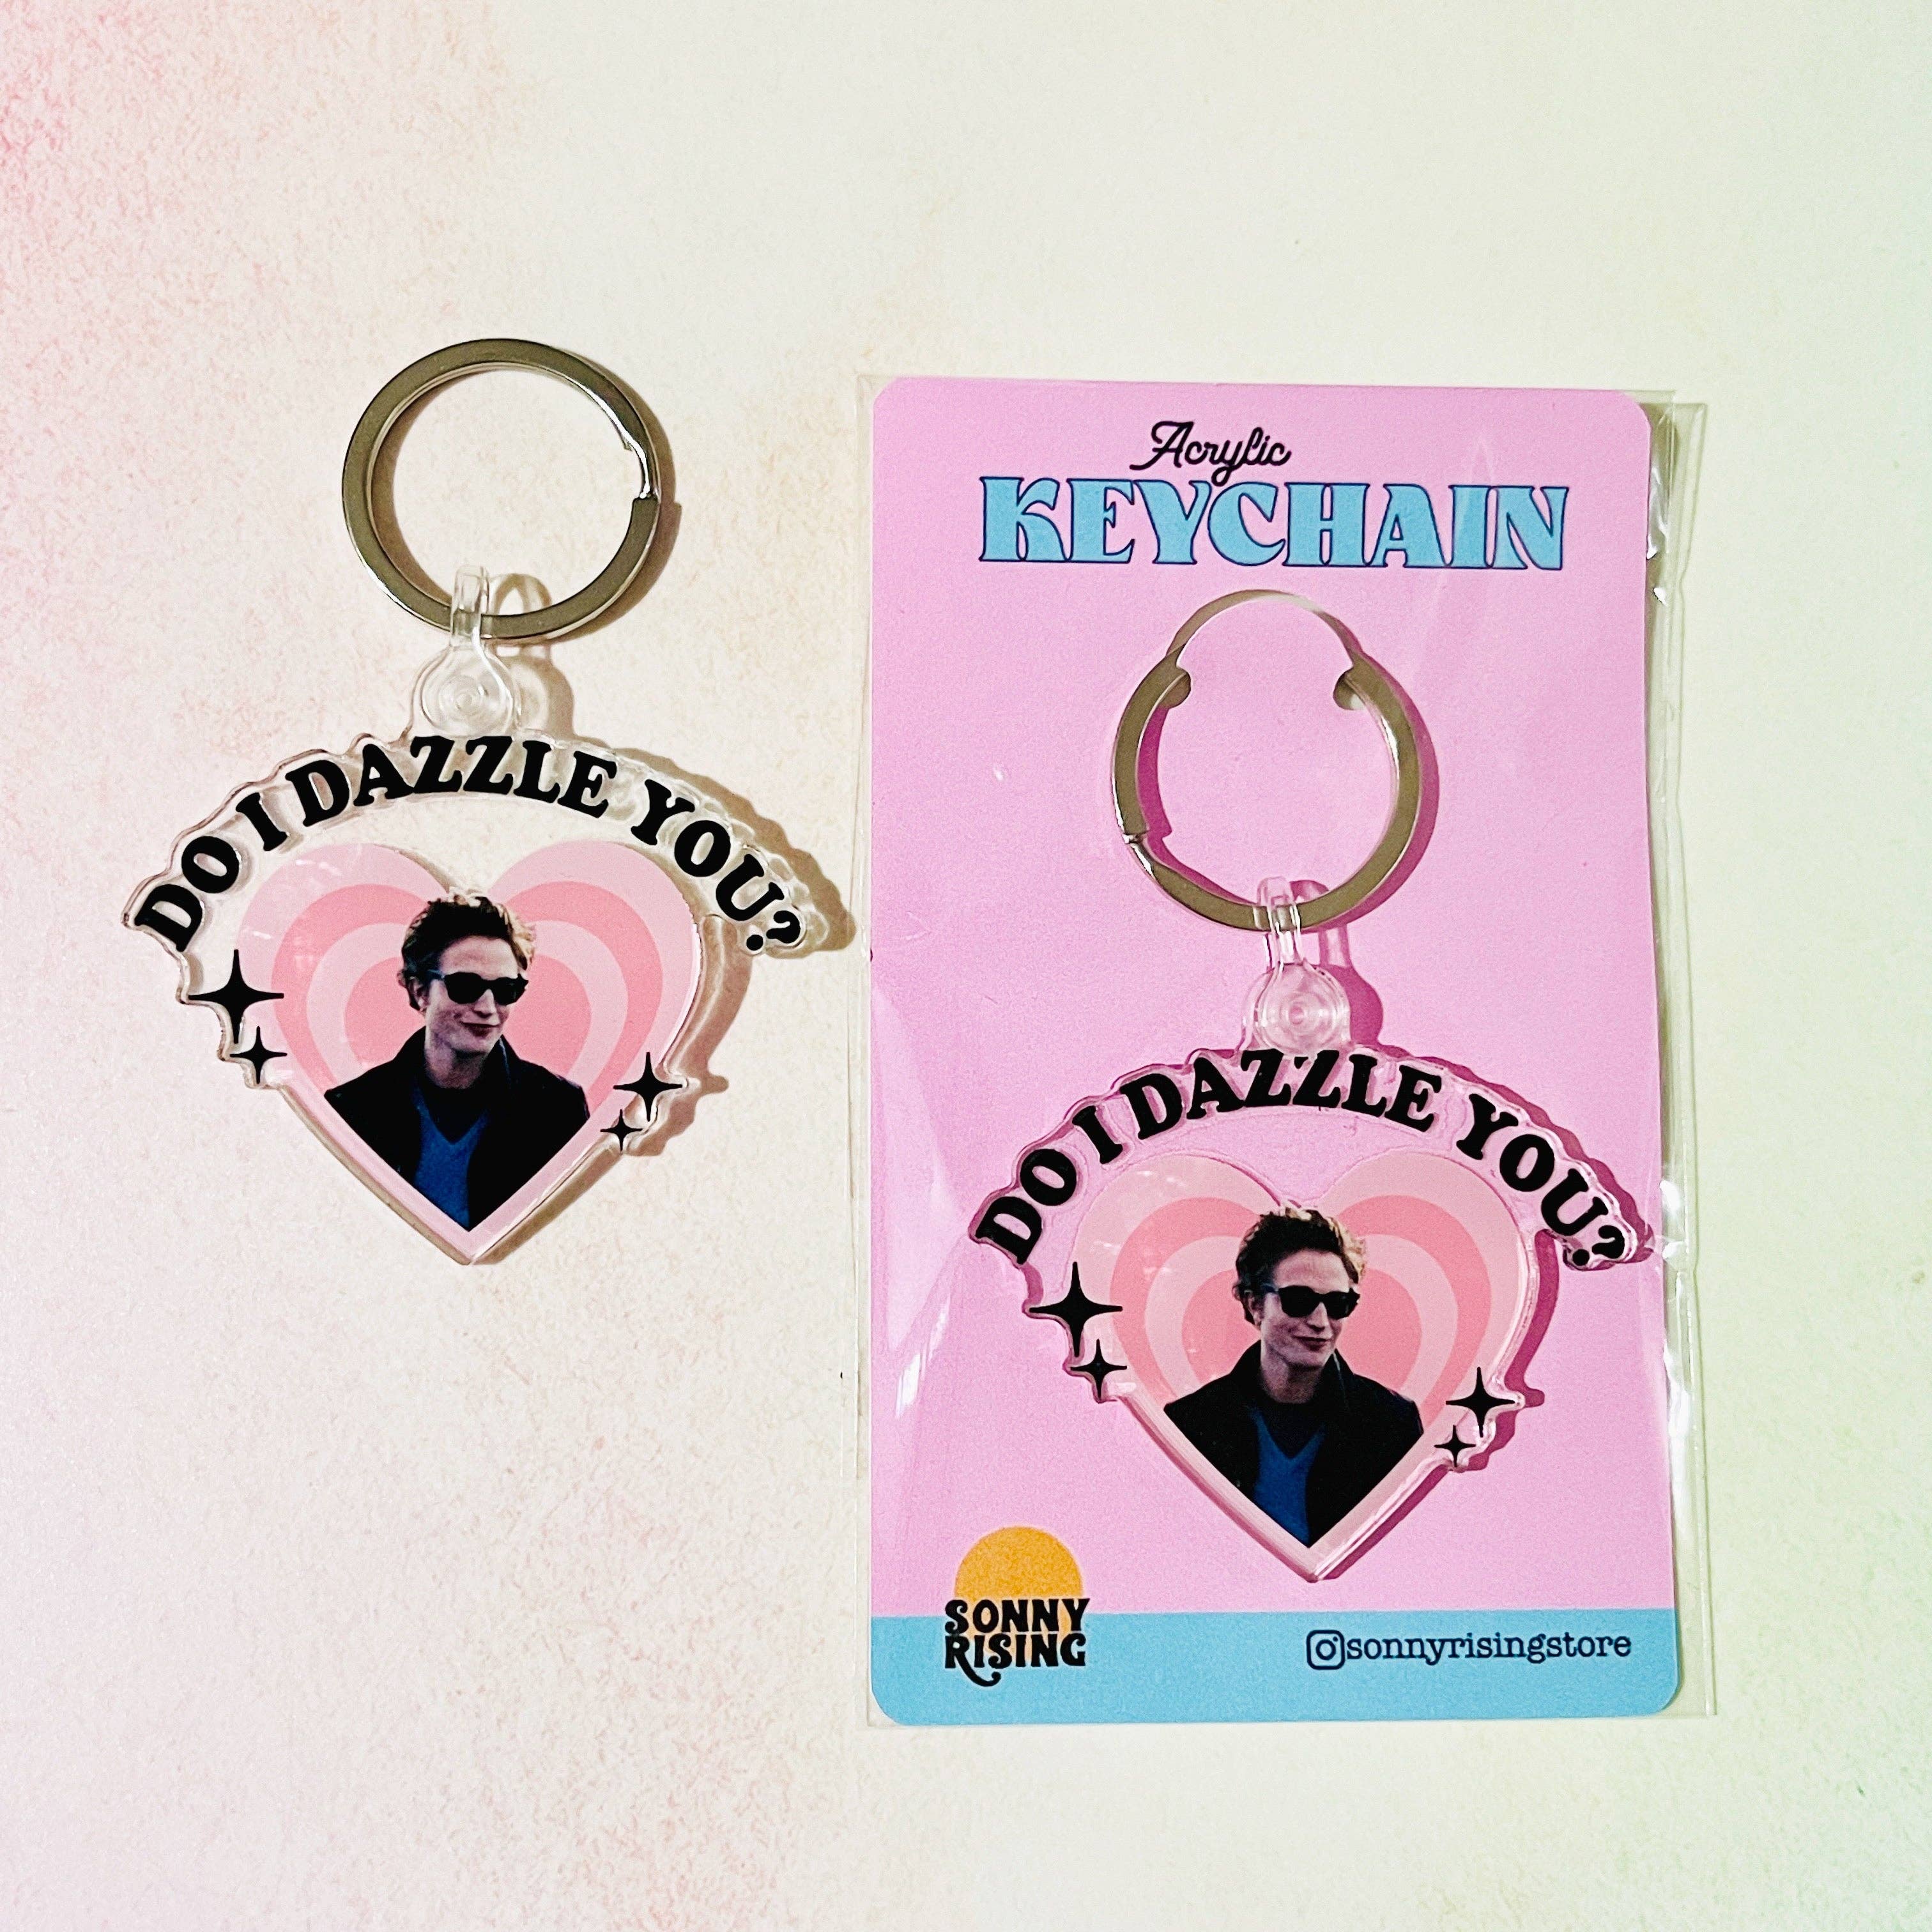 DO I DAZZLE YOU?
Acrylic
KEYCHAIN
DO I DAZZLE YOU?
SONNY
RISING
sonnyrisingstore